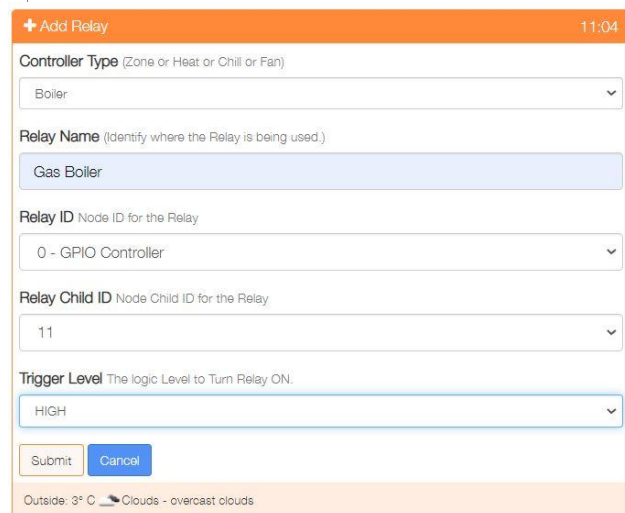 Add Relay 11:04
Controller Type (Zone or Heat or Chill or Fan)
Boiler
Relay Name (Identify where the Relay is being used.)
Gas Boiler
Relay ID Node ID for the Relay
0 - GPIO Controller
Relay Child ID Node Child ID for the Relay
11
Trigger Level The logic Level to Turn Relay ON.
HIGH
Submit Cancel
Outside: 3° C Clouds - overcast clouds